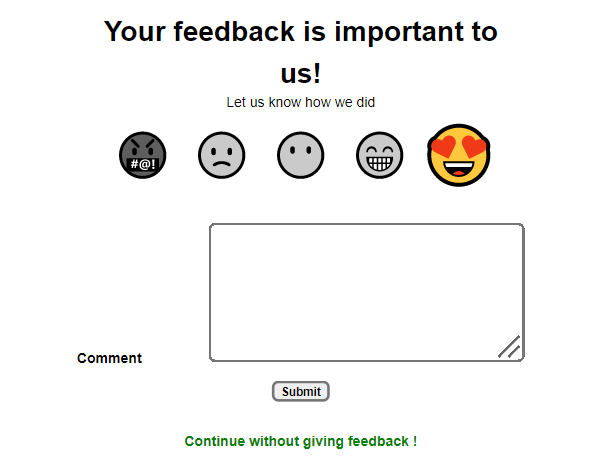 Your feedback is important to
us!
Let us know how we did
#@!
Comment
Submit
Continue without giving feedback !